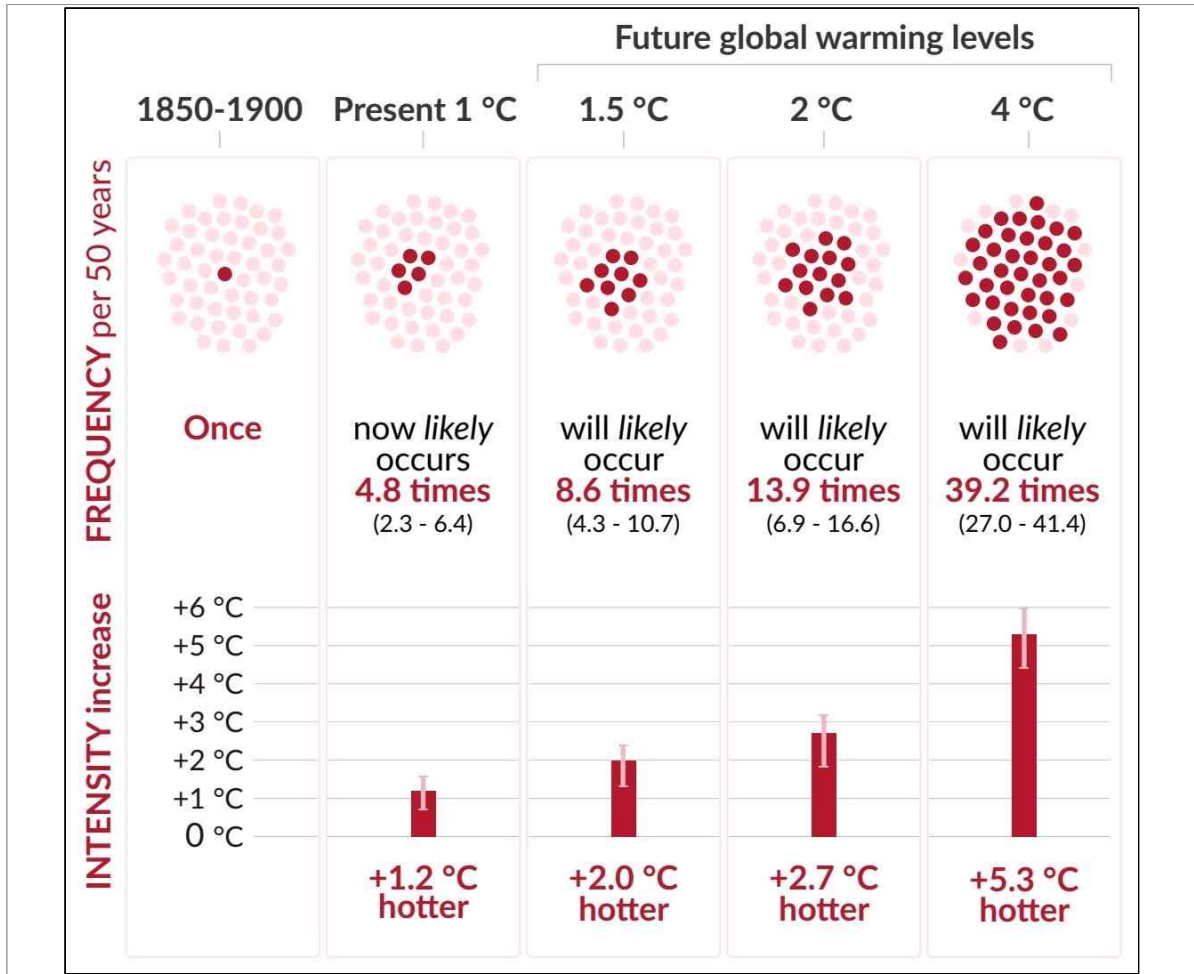 Future global warming levels
1850-1900
Present 1 °C
1.5 °C
2 °C
4 °C
FREQUENCY per 50 years
Once
now likely
occurs
4.8 times
(2.3 - 6.4)
will likely
occur
8.6 times
(4.3 - 10.7)
will likely
occur
13.9 times
(6.9 - 16.6)
will likely
occur
39.2 times
(27.0 - 41.4)
INTENSITY increase
+6 °C
+5 °C
+4 °C
+3 °C
+2 °C
+1 °C
0 °C
+1.2 °C
hotter
+2.0 °C
hotter
+2.7 °C
hotter
+5.3 °C
hotter